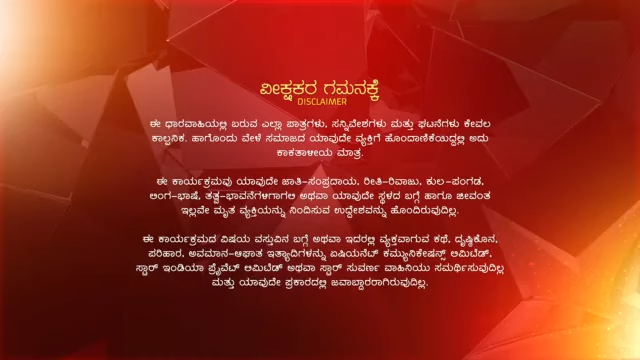 ವೀಕ್ಷಕರ ಗಮನಕ್ಕೆ
DISCLAIMER
ಈ ಧಾರವಾಹಿಯಲ್ಲಿ ಬರುವ ಎಲ್ಲಾ ಪಾತ್ರಗಳು, ಸನ್ನಿವೇಶಗಳು ಮತ್ತು ಘಟನೆಗಳು ಕೇವಲ
ಕಾಲ್ಪನಿಕ. ಹಾಗೊಂದು ವೇಳೆ ಸಮಾಜದ ಯಾವುದೇ ವ್ಯಕ್ತಿಗೆ ಹೊಂದಾಣಿಕೆಯಿದ್ದಲ್ಲಿ ಅದು
ಕಾಕತಾಳೀಯ ಮಾತ್ರ.
ಈ ಕಾರ್ಯಕ್ರಮವು ಯಾವುದೇ ಜಾತಿ-ಸಂಪ್ರದಾಯ, ರೀತಿ-ರಿವಾಜು, ಕುಲ-ಪಂಗಡ,
ಲಿಂಗ-ಭಾಷೆ, ತತ್ವ-ಭಾವನೆಗಳಾಗಲಿ ಅಥವಾ ಯಾವುದೇ ಸ್ಥಳದ ಬಗ್ಗೆ ಹಾಗೂ ಜೀವಂತ
ಇಲ್ಲವೇ ಮೃತ ವ್ಯಕ್ತಿಯನ್ನು ನಿಂದಿಸುವ ಉದ್ದೇಶವನ್ನು ಹೊಂದಿರುವುದಿಲ್ಲ.
ಈ ಕಾರ್ಯಕ್ರಮದ ವಿಷಯ ವಸ್ತುವಿನ ಬಗ್ಗೆ ಅಥವಾ ಇದರಲ್ಲಿ ವ್ಯಕ್ತವಾಗುವ ಕಥೆ, ದೃಷ್ಟಿಕೋನ,
ಪರಿಹಾರ, ಅವಮಾನ-ಆಘಾತ ಇತ್ಯಾದಿಗಳನ್ನು ಏಷಿಯನೆಟ್ ಕಮ್ಯುನಿಕೇಷನ್ಸ್ ಲಿಮಿಟೆಡ್,
ಸ್ಟಾರ್ ಇಂಡಿಯಾ ಪ್ರೈವೆಟ್ ಲಿಮಿಟೆಡ್ ಅಥವಾ ಸ್ಟಾರ್ ಸುವರ್ಣ ವಾಹಿನಿಯು ಸಮರ್ಥಿಸುವುದಿಲ್ಲ
ಮತ್ತು ಯಾವುದೇ ಪ್ರಕಾರದಲ್ಲಿ ಜವಾಬ್ದಾರರಾಗಿರುವುದಿಲ್ಲ.